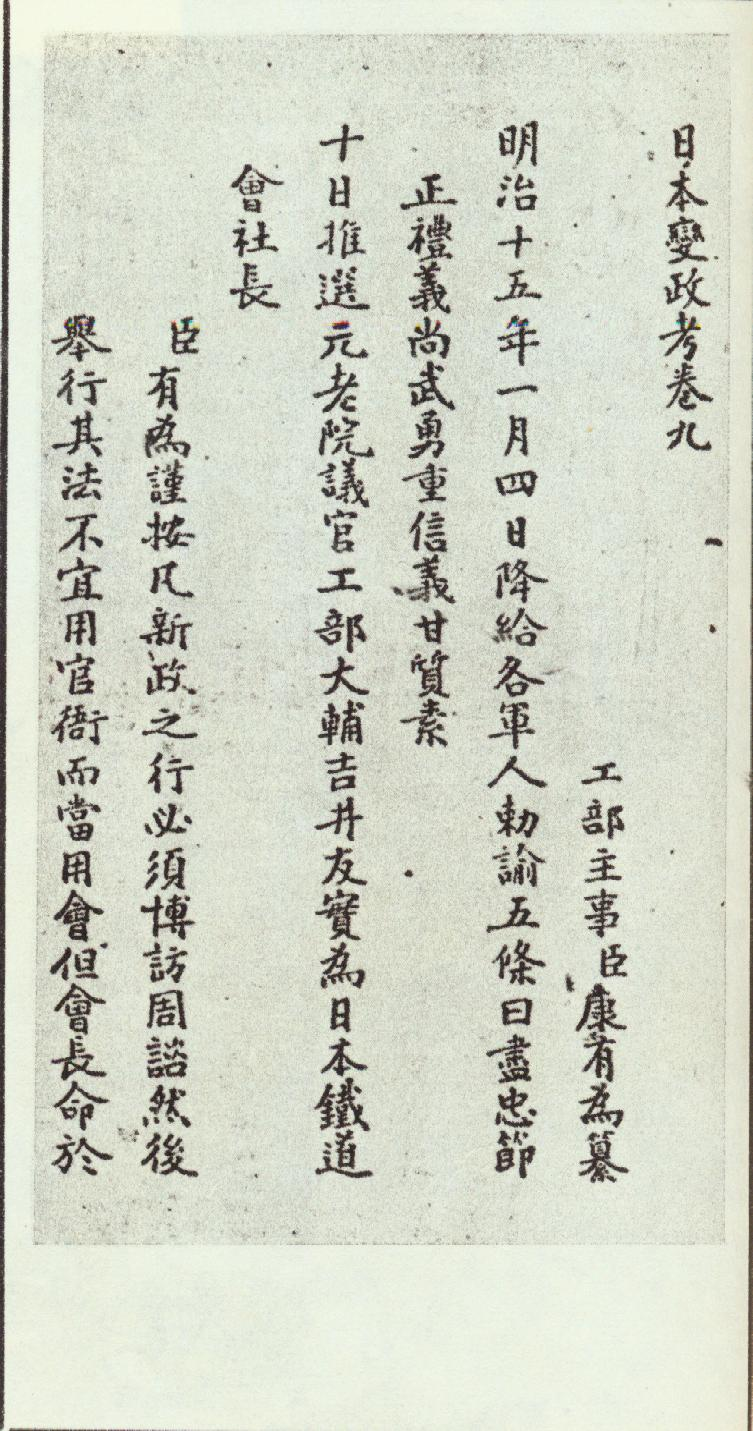 日本變政考卷九
工部主事臣康有為纂
明治十五年一月四日降給各軍人勅諭五條曰盡忠節
正禮義尚武勇重信義甘質素
十日推選元老院議官工部大輔吉井友實為日本鐵道
會社長
臣有為謹按凡新政之行必須博訪周諮然後
舉行其法不宜用官衙而當用會但會長命於